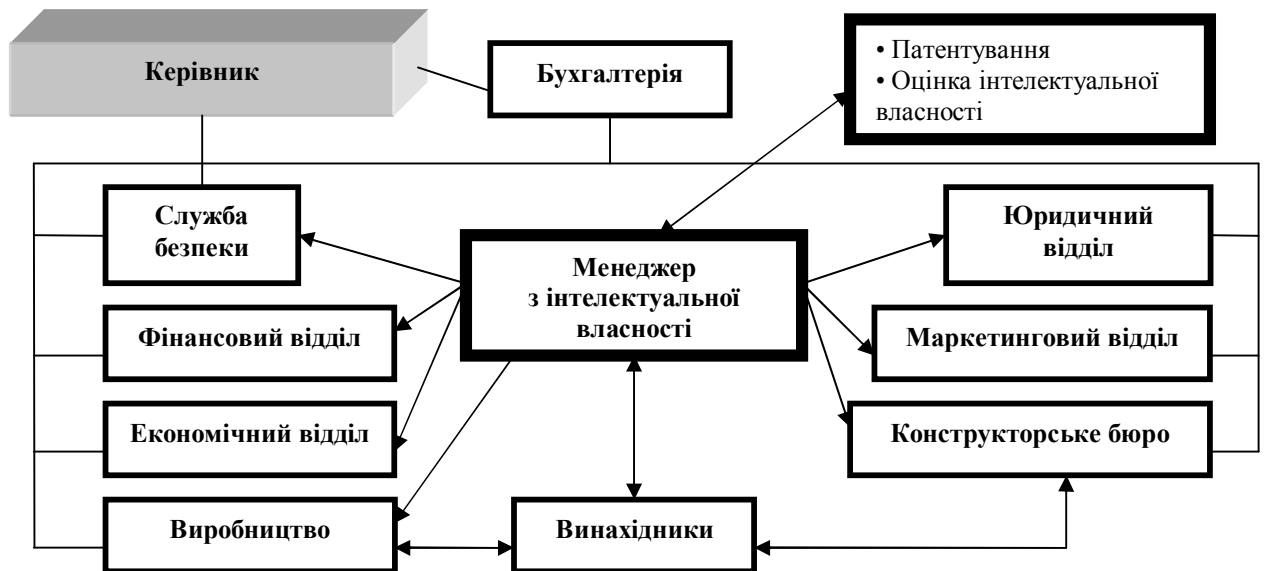 Керівник
Бухгалтерія
• Патентування
• Оцінка інтелектуальної
власності
Служба
безпеки
Менеджер
з інтелектуальної
власності
Юридичний
відділ
Фінансовий відділ
Маркетинговий відділ
Економічний відділ
Конструкторське бюро
Виробництво
Винахідники